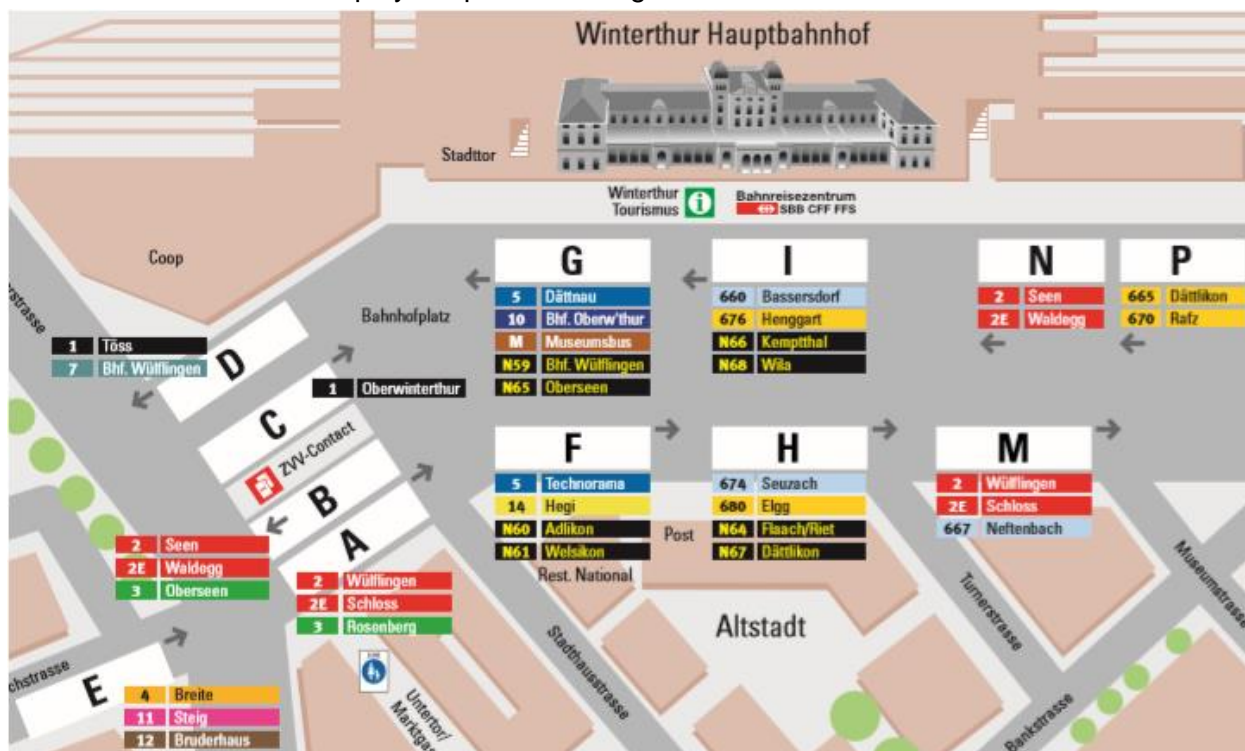 Winterthur Hauptbahnhof
Stadttor
Winterthur
Tourismus
Bahnreisezentrum
SBB CFF FFS
Coop
Bahnhofplatz
G
5 Dättnau
10 Bhf. Oberw'thur
M Museumsbus
N59 Bhf. Wülflingen
N65 Oberseen
I
660 Bassersdorf
676 Henggart
N66 Kemptthal
N68 Wila
N
2 Seen
2E Waldegg
P
665 Dättlikon
670 Rafz
D
1 Töss
7 Bhf. Wülflingen
C
1 Oberwinterthur
ZVV-Contact
B
2 Seen
2E Waldegg
3 Oberseen
A
2 Wülflingen
2E Schloss
3 Rosenberg
F
5 Technorama
14 Hegi
N60 Adlikon
N61 Welsikon
Rest. National
Post
H
674 Seuzach
680 Elgg
N64 Flaach/Riet
N67 Dättlikon
M
2 Wülflingen
2E Schloss
667 Neftenbach
Altstadt
E
4 Breite
11 Steig
12 Bruderhaus
Untertor/
Stadthausstrasse
Turnerstrasse
Museumstrasse
Bankstrasse